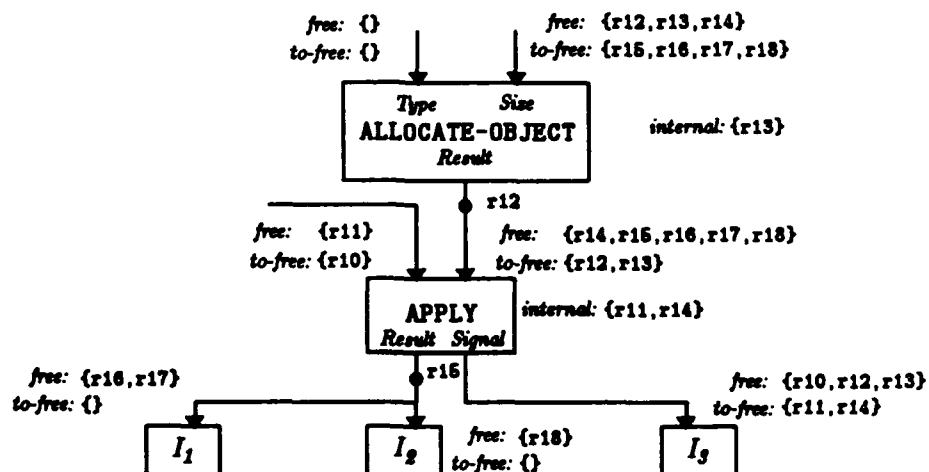 free: {} free: {r12,r13,r14}
to-free: {} to-free: {r15,r16,r17,r18}
Type Size
ALLOCATE-OBJECT internal: {r13}
Result
r12
free: {r11} free: {r14,r15,r16,r17,r18}
to-free: {r10} to-free: {r12,r13}
APPLY internal: {r11,r14}
Result Signal
r15
free: {r16,r17} free: {r10,r12,r13}
to-free: {} to-free: {r11,r14}
I1 I2 free: {r18} I3
to-free: {}